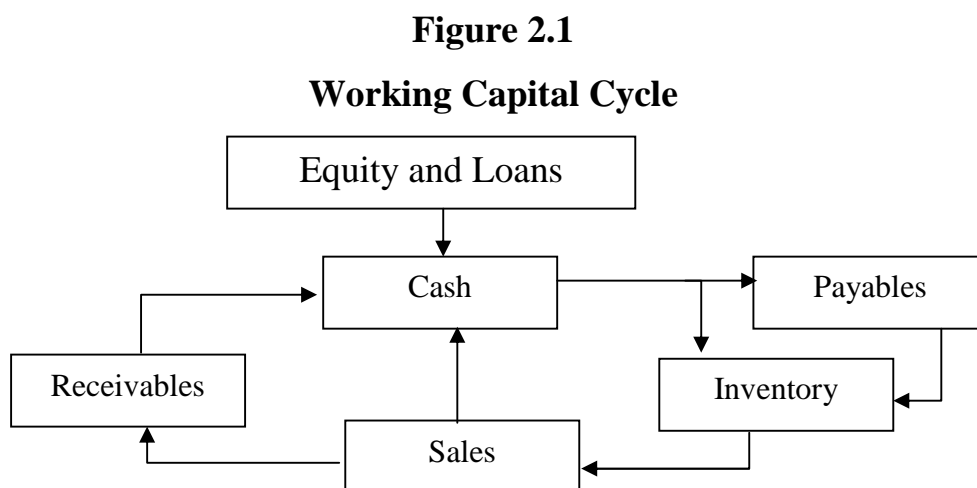 Figure 2.1
Working Capital Cycle
Equity and Loans
Cash
Payables
Receivables
Inventory
Sales